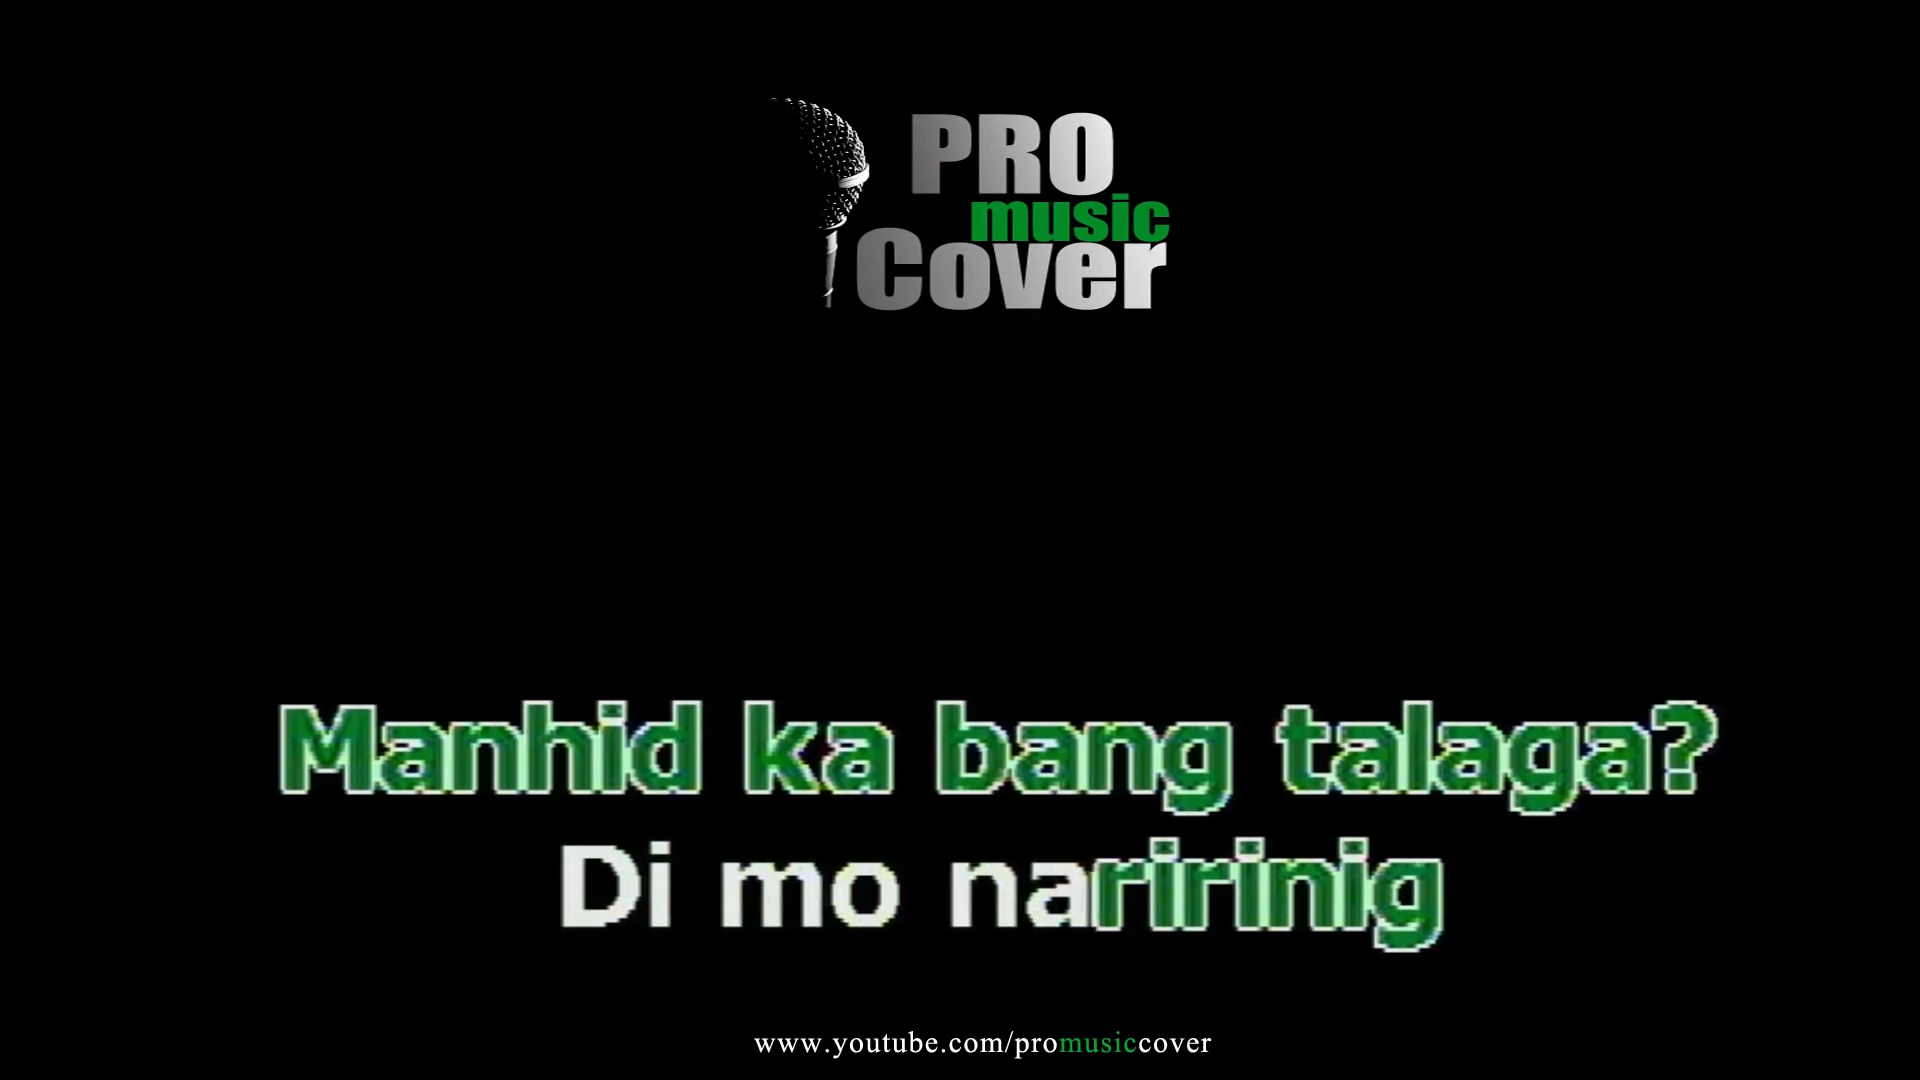 PRO
music
Cover
Manhid ka bang talaga?
Di mo naririnig
www.youtube.com/promusiccover